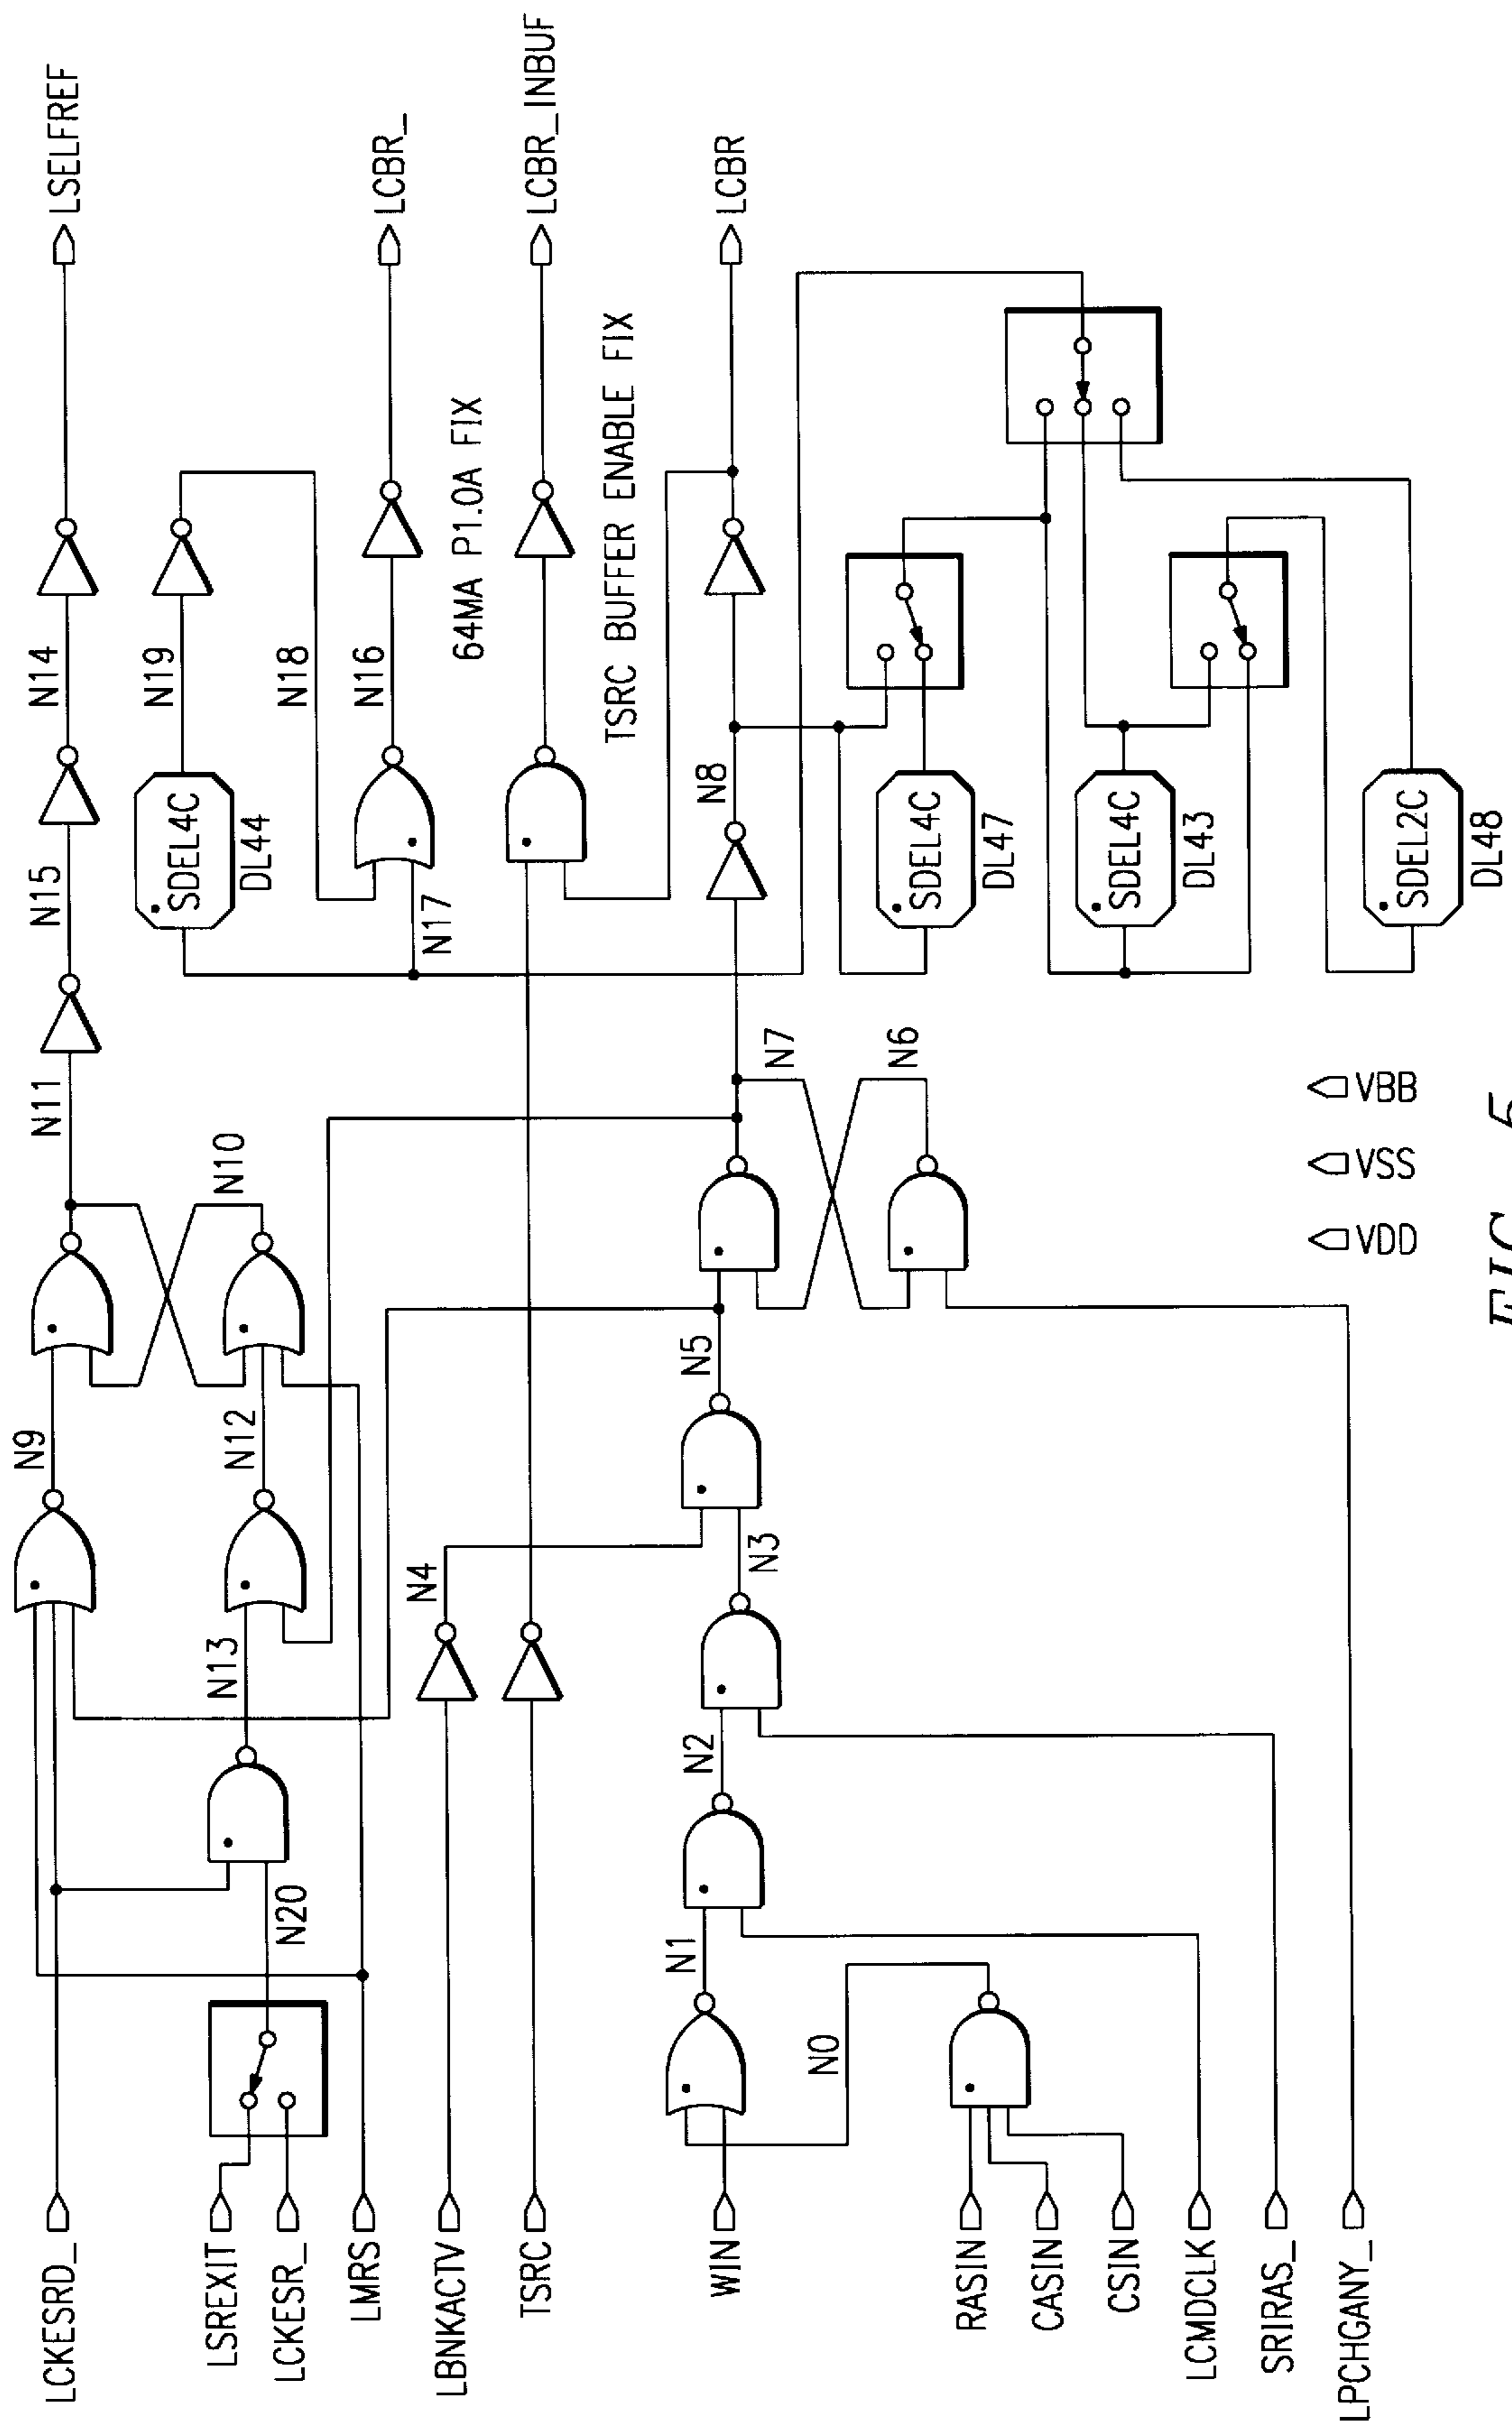 LCKESRD_
LSREXIT
LCKESR_
LMRS
LBNKACTV
TSRC
WIN
RASIN
CASIN
CSIN
LCMDCLK
SRIRAS_
LPCHGANY_
N20
N13
N9
N12
N10
N11
N15
N14
LSELFREF
SDEL4C
DL44
N19
N18
N17
N16
LCBR_
64MA P1.0A FIX
LCBR_INBUF
TSRC BUFFER ENABLE FIX
N4
N0
N1
N2
N3
N5
N7
N6
N8
LCBR
SDEL4C
DL47
SDEL4C
DL43
SDEL2C
DL48
VDD
VSS
VBB
FIG. 5